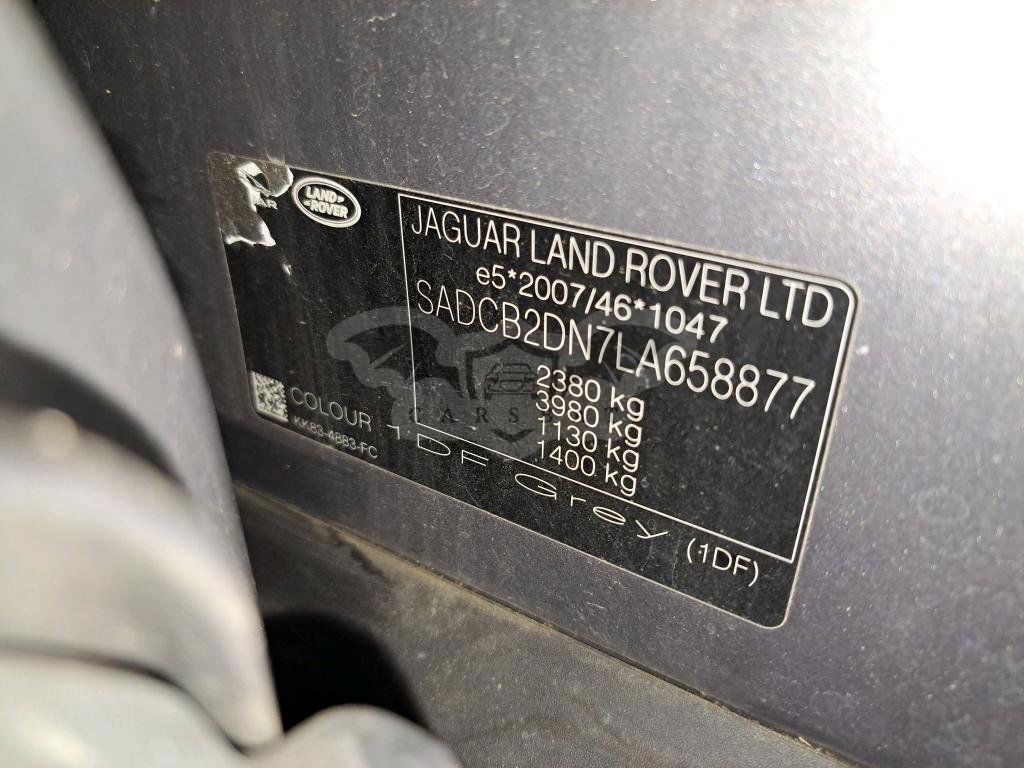 LAND
ROVER
JAGUAR LAND ROVER LTD
e5*2007/46*1047
SADCB2DN7LA658877
2380 kg
3980 kg
1130 kg
1400 kg
COLOUR 1DF Grey (1DF)
KK83-4883-FC